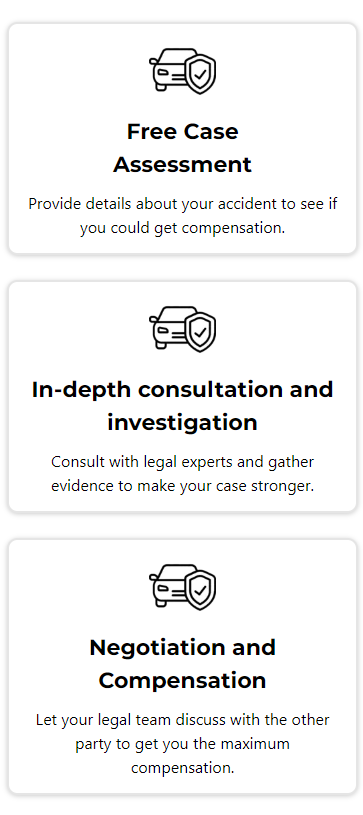 Free Case
Assessment
Provide details about your accident to see if
you could get compensation.
In-depth consultation and
investigation
Consult with legal experts and gather
evidence to make your case stronger.
Negotiation and
Compensation
Let your legal team discuss with the other
party to get you the maximum
compensation.